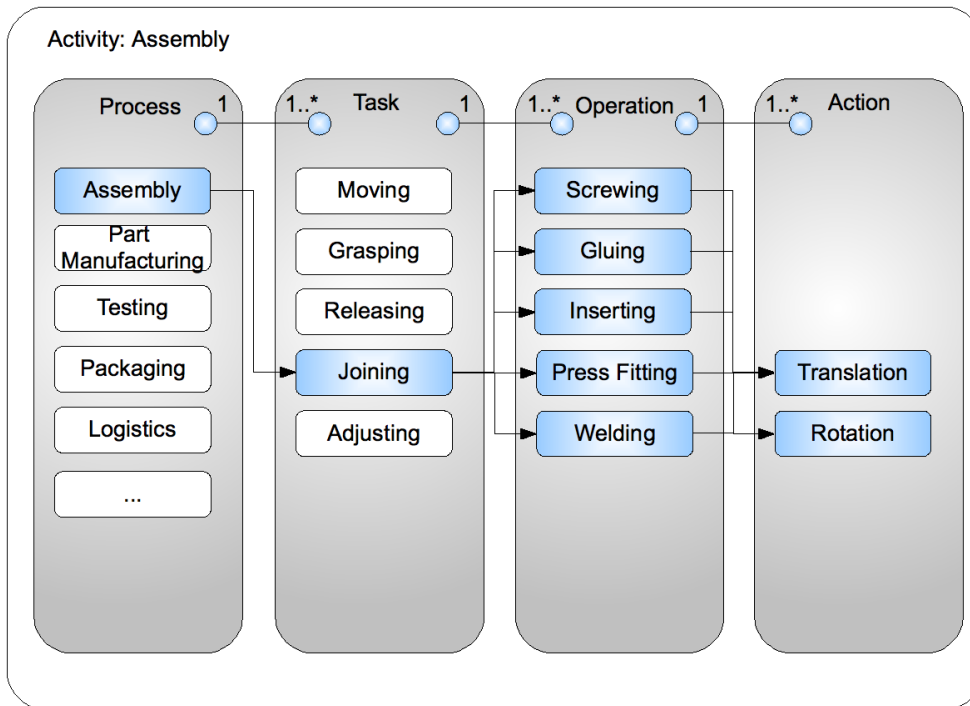 Activity: Assembly
Process
1
1..*
Task
1
1..*
Operation
1
1..*
Action
Assembly
Part
Manufacturing
Testing
Packaging
Logistics
...
Moving
Grasping
Releasing
Joining
Adjusting
Screwing
Gluing
Inserting
Press Fitting
Welding
Translation
Rotation